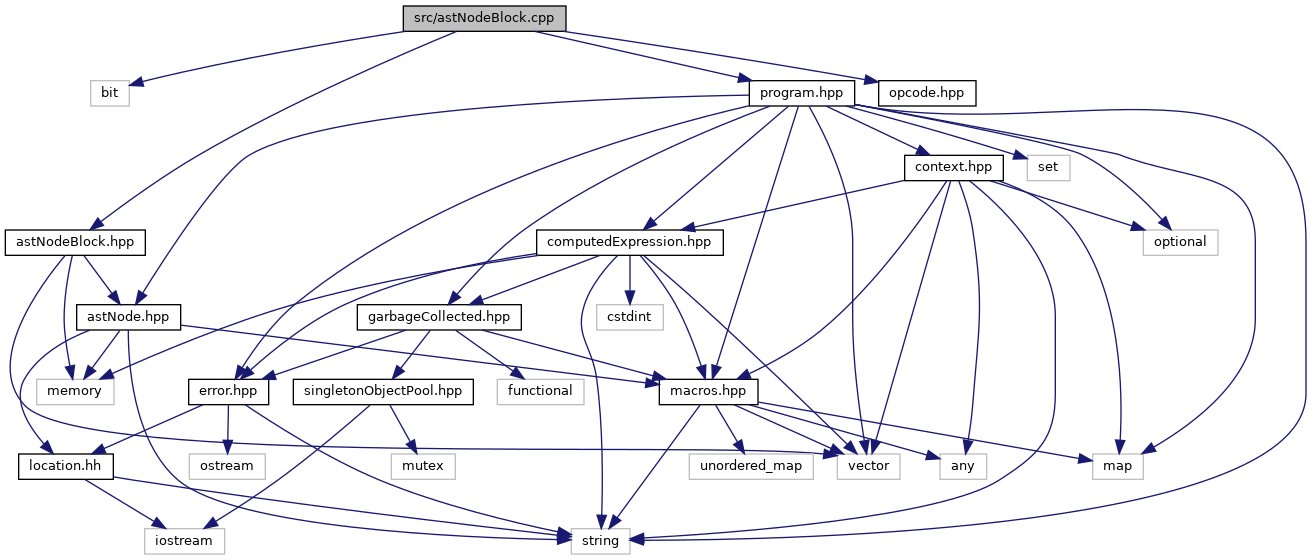 src/astNodeBlock.cpp
bit
program.hpp
opcode.hpp
context.hpp
set
astNodeBlock.hpp
computedExpression.hpp
optional
astNode.hpp
garbageCollected.hpp
cstdint
memory
error.hpp
singletonObjectPool.hpp
functional
macros.hpp
location.hh
ostream
mutex
unordered_map
vector
any
map
iostream
string